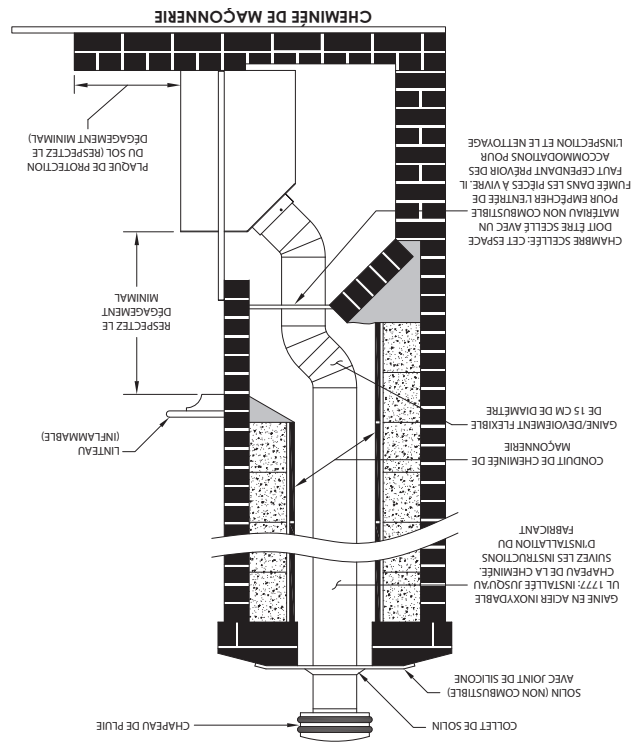 CHAPEAU DE PLUIE
COLLET DE SOLIN
SOLIN (NON COMBUSTIBLE)
AVEC JOINT DE SILICONE
GAINE EN ACIER INOXYDABLE
UL 1777: INSTALLÉE JUSQU'AU
CHAPEAU DE LA CHEMINÉE.
SUIVEZ LES INSTRUCTIONS
D'INSTALLATION DU
FABRICANT
CONDUIT DE CHEMINÉE DE
MAÇONNERIE
LINTEAU
(INFLAMMABLE)
GAINE/DEVOIEMENT FLEXIBLE
DE 15 CM DE DIAMÈTRE
RESPECTEZ LE
DÉGAGEMENT
MINIMAL
CHAMBRE SCELLÉE: CET ESPACE
DOIT ÊTRE SCELLÉ AVEC UN
MATÉRIAU NON COMBUSTIBLE
POUR EMPÊCHER L'ENTRÉE DE
FUMÉE DANS LES PIÈCES À VIVRE. IL
FAUT CEPENDANT PRÉVOIR DES
ACCOMMODATIONS POUR
L'INSPECTION ET LE NETTOYAGE
PLAQUE DE PROTECTION
DU SOL (RESPECTEZ LE
DÉGAGEMENT MINIMAL)
CHEMINÉE DE MAÇONNERIE